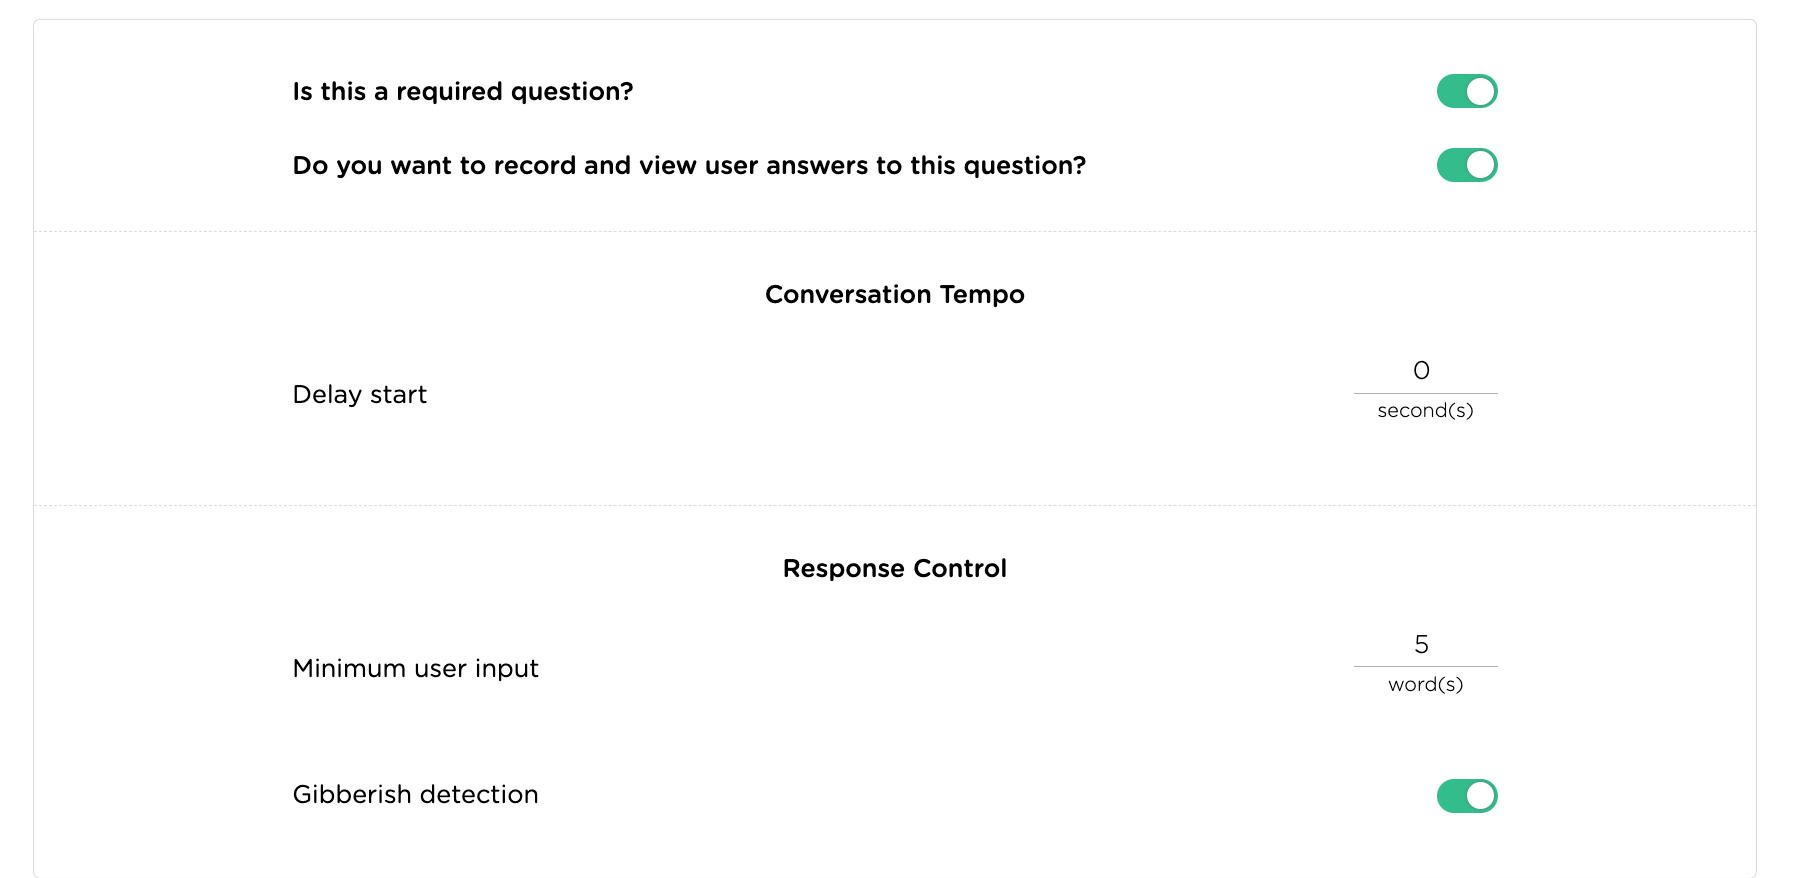 Is this a required question?
Do you want to record and view user answers to this question?
Conversation Tempo
Delay start
0
second(s)
Response Control
Minimum user input
5
word(s)
Gibberish detection